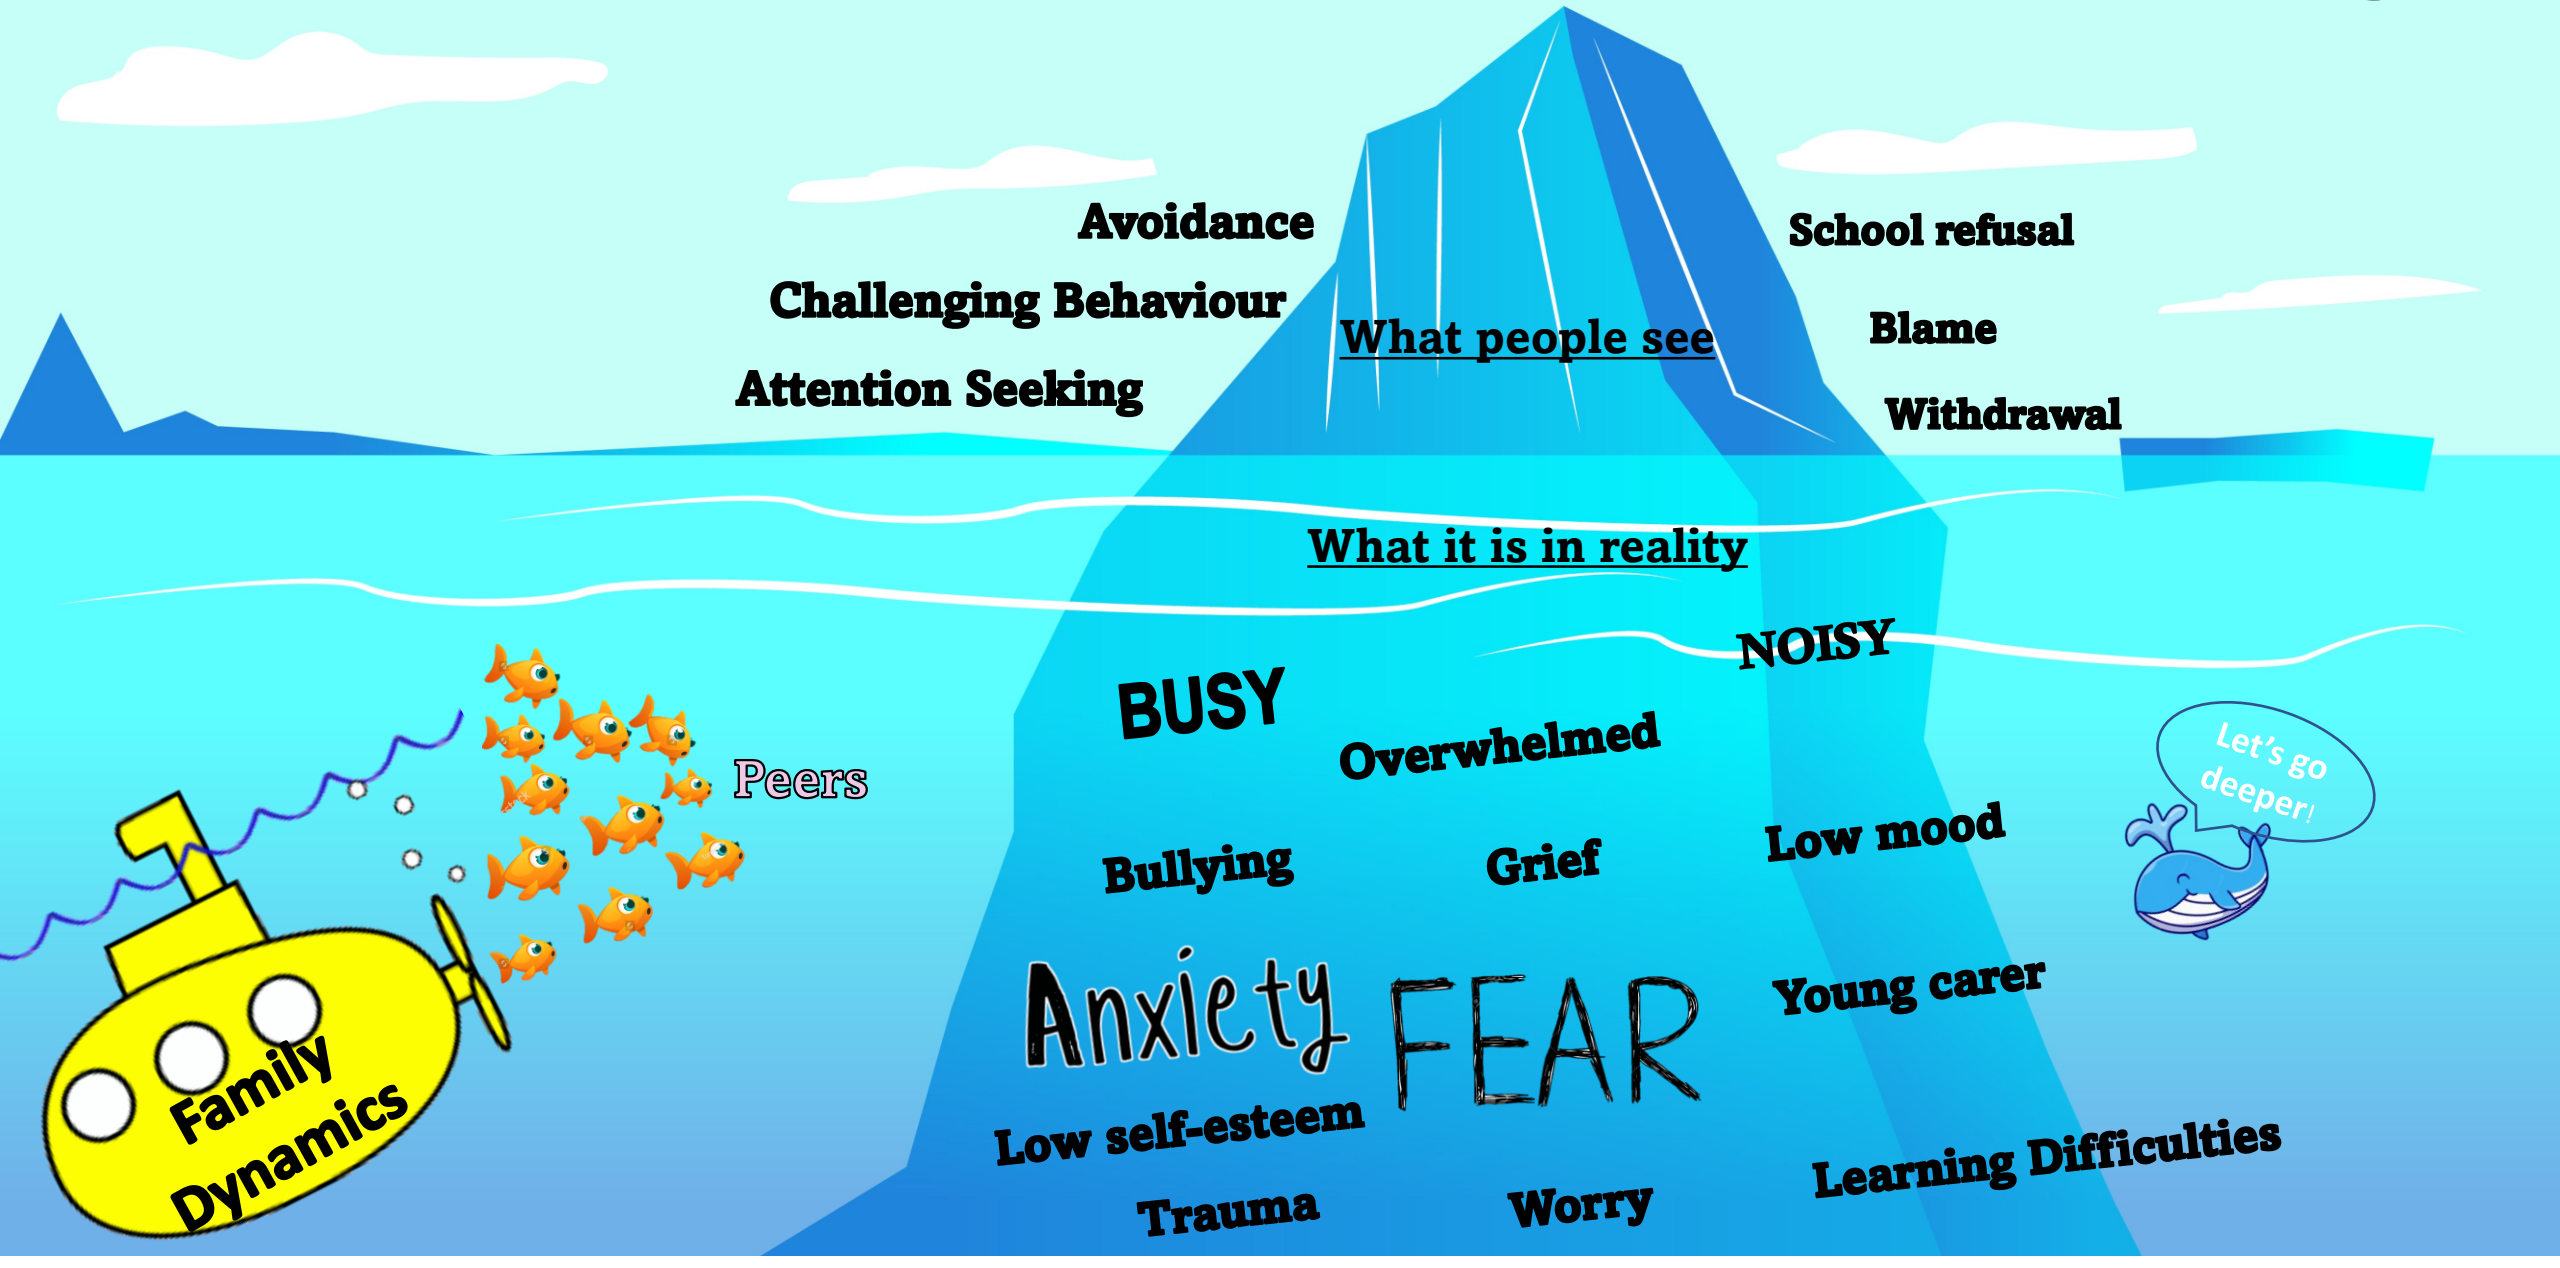 Avoidance
School refusal
Challenging Behaviour
What people see
Blame
Attention Seeking
Withdrawal
What it is in reality
NOISY
BUSY
Overwhelmed
Let's go
deeper!
Peers
Low mood
Bullying
Grief
Anxiety
FEAR
Young carer
Family
Dynamics
Low self-esteem
Learning Difficulties
Trauma
Worry